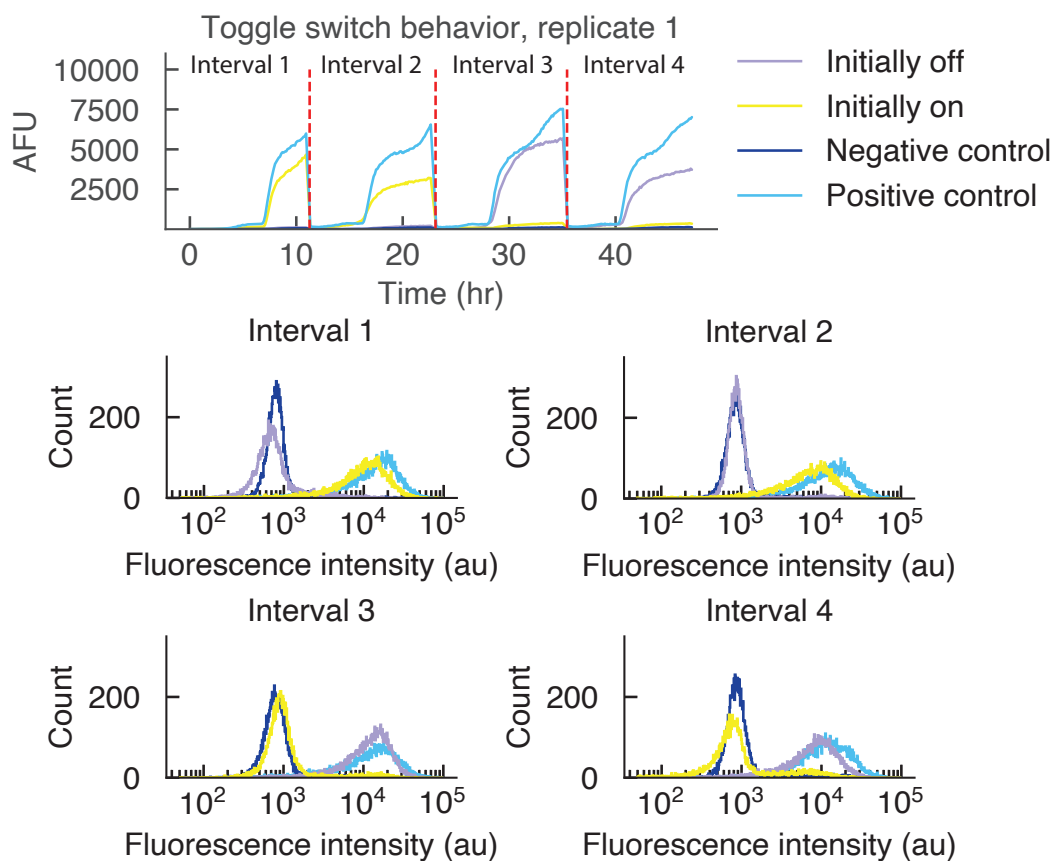 Toggle switch behavior, replicate 1
Interval 1 Interval 2 Interval 3 Interval 4
10000
7500
5000
2500
AFU
0 10 20 30 40
Time (hr)
Initially off
Initially on
Negative control
Positive control
Interval 1
Count
200
0
10² 10³ 10⁴ 10⁵
Fluorescence intensity (au)
Interval 2
Count
200
0
10² 10³ 10⁴ 10⁵
Fluorescence intensity (au)
Interval 3
Count
200
0
10² 10³ 10⁴ 10⁵
Fluorescence intensity (au)
Interval 4
Count
200
0
10² 10³ 10⁴ 10⁵
Fluorescence intensity (au)